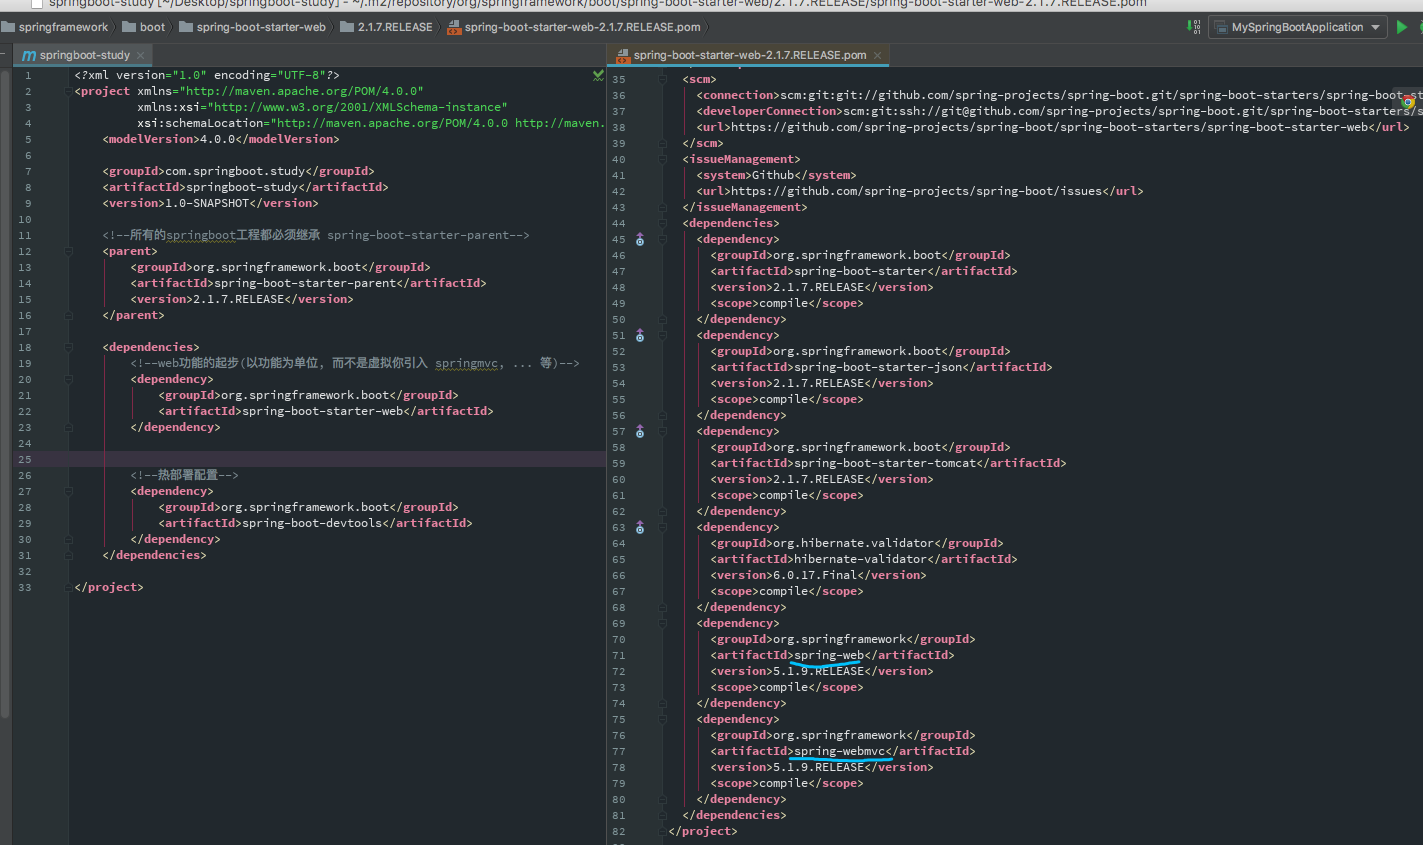 springboot-study [~/Desktop/springboot-study] - ~/.m2/repository/org/springframework/boot/spring-boot-starter-web/2.1.7.RELEASE/spring-boot-starter-web-2.1.7.RELEASE.pom
springframework boot spring-boot-starter-web 2.1.7.RELEASE spring-boot-starter-web-2.1.7.RELEASE.pom MySpringBootApplication
springboot-study
1 <?xml version="1.0" encoding="UTF-8"?>
2 <project xmlns="http://maven.apache.org/POM/4.0.0"
3 xmlns:xsi="http://www.w3.org/2001/XMLSchema-instance"
4 xsi:schemaLocation="http://maven.apache.org/POM/4.0.0 http://maven.
5 <modelVersion>4.0.0</modelVersion>
6
7 <groupId>com.springboot.study</groupId>
8 <artifactId>springboot-study</artifactId>
9 <version>1.0-SNAPSHOT</version>
10
11 <!--所有的springboot工程都必须继承 spring-boot-starter-parent-->
12 <parent>
13 <groupId>org.springframework.boot</groupId>
14 <artifactId>spring-boot-starter-parent</artifactId>
15 <version>2.1.7.RELEASE</version>
16 </parent>
17
18 <dependencies>
19 <!--web功能的起步(以功能为单位, 而不是虚拟你引入 springmvc, ... 等)-->
20 <dependency>
21 <groupId>org.springframework.boot</groupId>
22 <artifactId>spring-boot-starter-web</artifactId>
23 </dependency>
24
25
26 <!--热部署配置-->
27 <dependency>
28 <groupId>org.springframework.boot</groupId>
29 <artifactId>spring-boot-devtools</artifactId>
30 </dependency>
31 </dependencies>
32
33 </project>
spring-boot-starter-web-2.1.7.RELEASE.pom
35 <scm>
36 <connection>scm:git:git://github.com/spring-projects/spring-boot.git/spring-boot-starters/spring-boot-st
37 <developerConnection>scm:git:ssh://git@github.com/spring-projects/spring-boot.git/spring-boot-starters/s
38 <url>https://github.com/spring-projects/spring-boot/spring-boot-starters/spring-boot-starter-web</url>
39 </scm>
40 <issueManagement>
41 <system>Github</system>
42 <url>https://github.com/spring-projects/spring-boot/issues</url>
43 </issueManagement>
44 <dependencies>
45 <dependency>
46 <groupId>org.springframework.boot</groupId>
47 <artifactId>spring-boot-starter</artifactId>
48 <version>2.1.7.RELEASE</version>
49 <scope>compile</scope>
50 </dependency>
51 <dependency>
52 <groupId>org.springframework.boot</groupId>
53 <artifactId>spring-boot-starter-json</artifactId>
54 <version>2.1.7.RELEASE</version>
55 <scope>compile</scope>
56 </dependency>
57 <dependency>
58 <groupId>org.springframework.boot</groupId>
59 <artifactId>spring-boot-starter-tomcat</artifactId>
60 <version>2.1.7.RELEASE</version>
61 <scope>compile</scope>
62 </dependency>
63 <dependency>
64 <groupId>org.hibernate.validator</groupId>
65 <artifactId>hibernate-validator</artifactId>
66 <version>6.0.17.Final</version>
67 <scope>compile</scope>
68 </dependency>
69 <dependency>
70 <groupId>org.springframework</groupId>
71 <artifactId>spring-web</artifactId>
72 <version>5.1.9.RELEASE</version>
73 <scope>compile</scope>
74 </dependency>
75 <dependency>
76 <groupId>org.springframework</groupId>
77 <artifactId>spring-webmvc</artifactId>
78 <version>5.1.9.RELEASE</version>
79 <scope>compile</scope>
80 </dependency>
81 </dependencies>
82 </project>